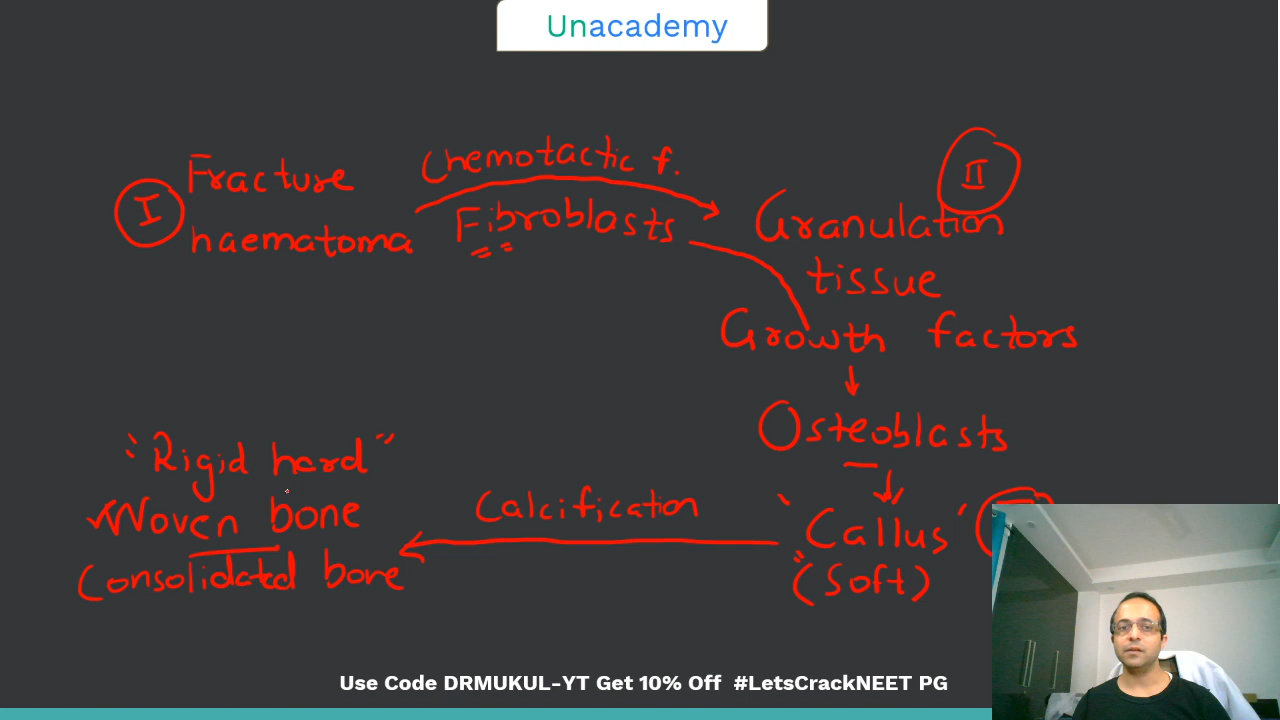 Unacademy
I
Fracture
haematoma
Chemotactic f.
Fibroblasts
II
Granulation
tissue
Growth factors
Osteoblasts
'Callus'
"(Soft)
Calcification
"Rigid hard"
Woven bone
Consolidated bone
Use Code DRMUKUL-YT Get 10% Off #LetsCrackNEET PG